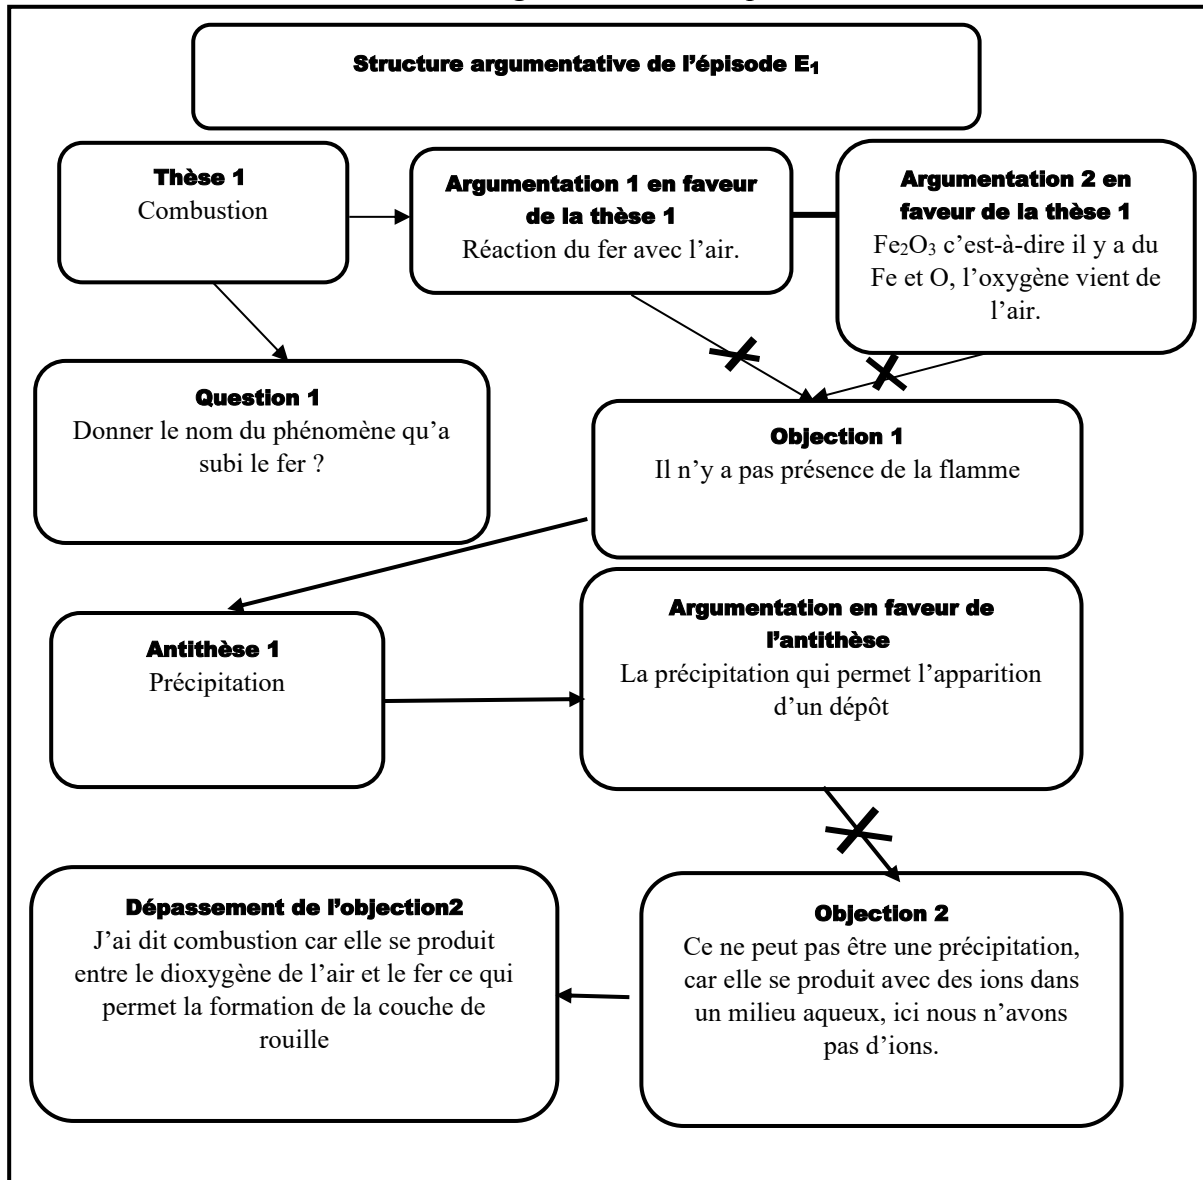 Structure argumentative de l’épisode E₁
Thèse 1
Combustion
Argumentation 1 en faveur
de la thèse 1
Réaction du fer avec l’air.
Argumentation 2 en
faveur de la thèse 1
Fe₂O₃ c’est-à-dire il y a du
Fe et O, l’oxygène vient de
l’air.
Question 1
Donner le nom du phénomène qu’a
subi le fer ?
Objection 1
Il n’y a pas présence de la flamme
Antithèse 1
Précipitation
Argumentation en faveur de
l’antithèse
La précipitation qui permet l’apparition
d’un dépôt
Dépassement de l’objection2
J’ai dit combustion car elle se produit
entre le dioxygène de l’air et le fer ce qui
permet la formation de la couche de
rouille
Objection 2
Ce ne peut pas être une précipitation,
car elle se produit avec des ions dans
un milieu aqueux, ici nous n’avons
pas d’ions.